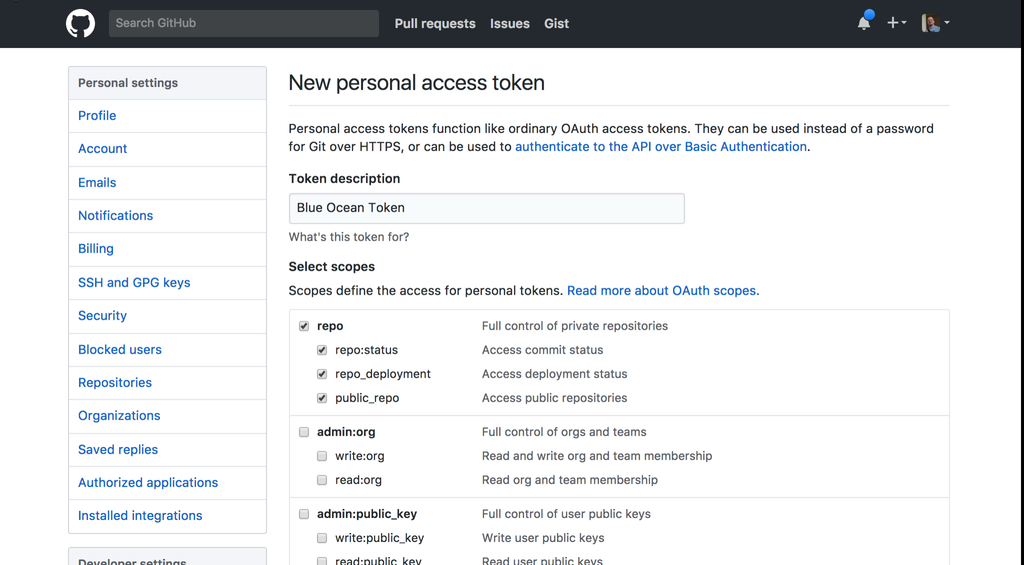 Search GitHub
Pull requests Issues Gist
Personal settings
Profile
Account
Emails
Notifications
Billing
SSH and GPG keys
Security
Blocked users
Repositories
Organizations
Saved replies
Authorized applications
Installed integrations
Developer settings
New personal access token
Personal access tokens function like ordinary OAuth access tokens. They can be used instead of a password
for Git over HTTPS, or can be used to authenticate to the API over Basic Authentication.
Token description
Blue Ocean Token
What's this token for?
Select scopes
Scopes define the access for personal tokens. Read more about OAuth scopes.
repo Full control of private repositories
repo:status Access commit status
repo_deployment Access deployment status
public_repo Access public repositories
admin:org Full control of orgs and teams
write:org Read and write org and team membership
read:org Read org and team membership
admin:public_key Full control of user public keys
write:public_key Write user public keys
read:public_key Read user public keys